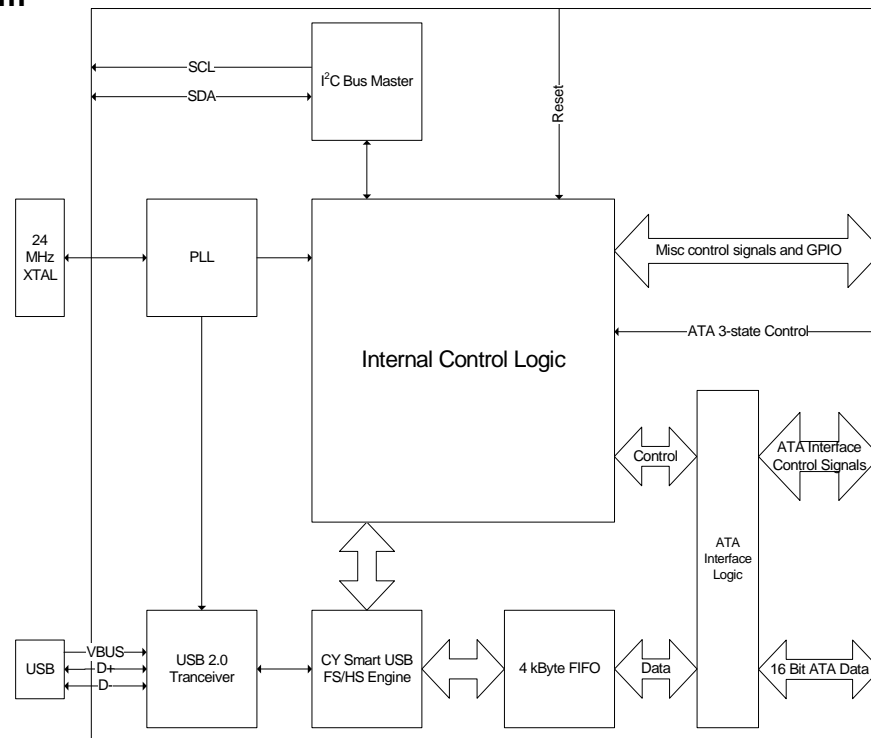 SCL
SDA
I²C Bus Master
Reset
24
MHz
XTAL
PLL
Internal Control Logic
Misc control signals and GPIO
ATA 3-state Control
Control
ATA Interface
Control Signals
ATA
Interface
Logic
USB
VBUS
D+
D-
USB 2.0
Tranceiver
CY Smart USB
FS/HS Engine
4 kByte FIFO
Data
16 Bit ATA Data